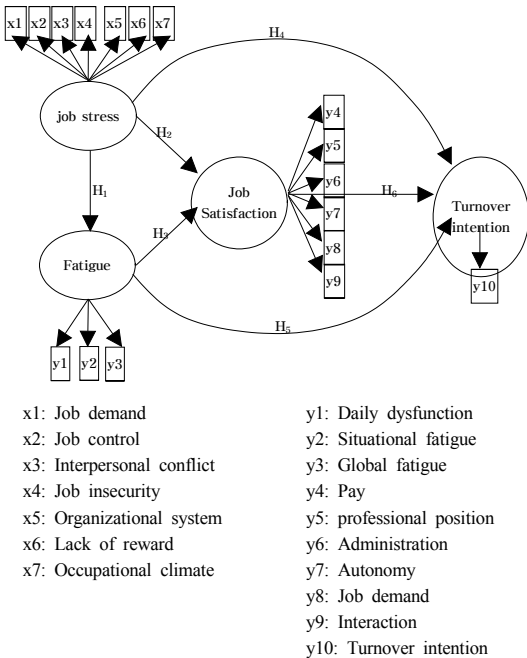 x1 x2 x3 x4 x5 x6 x7
H4
job stress
H2
y4
y5
y6
y7
y8
y9
H1
Job
Satisfaction
H6
Turnover
intention
H3
Fatigue
y10
H5
y1 y2 y3
x1: Job demand
x2: Job control
x3: Interpersonal conflict
x4: Job insecurity
x5: Organizational system
x6: Lack of reward
x7: Occupational climate
y1: Daily dysfunction
y2: Situational fatigue
y3: Global fatigue
y4: Pay
y5: professional position
y6: Administration
y7: Autonomy
y8: Job demand
y9: Interaction
y10: Turnover intention